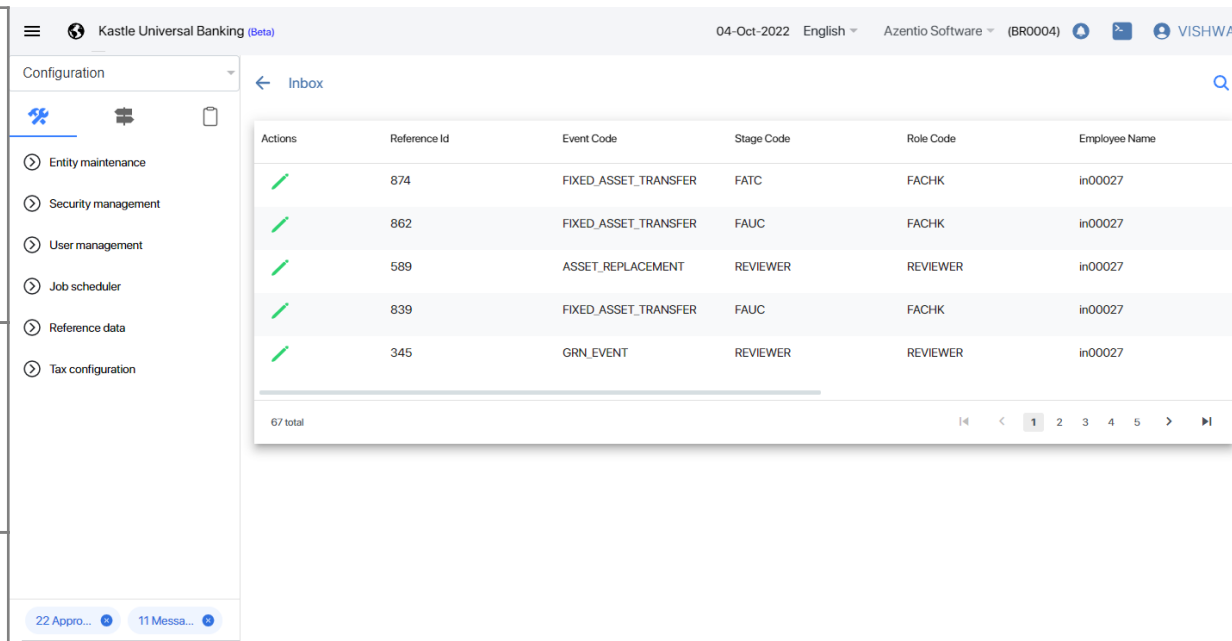 Kastle Universal Banking (Beta) 04-Oct-2022 English Azentio Software (BR0004) VISHWA
Configuration
Inbox
Entity maintenance
Security management
User management
Job scheduler
Reference data
Tax configuration
Actions Reference Id Event Code Stage Code Role Code Employee Name
874 FIXED_ASSET_TRANSFER FATC FACHK in00027
862 FIXED_ASSET_TRANSFER FAUC FACHK in00027
589 ASSET_REPLACEMENT REVIEWER REVIEWER in00027
839 FIXED_ASSET_TRANSFER FAUC FACHK in00027
345 GRN_EVENT REVIEWER REVIEWER in00027
67 total 1 2 3 4 5
22 Appro... 11 Messa...